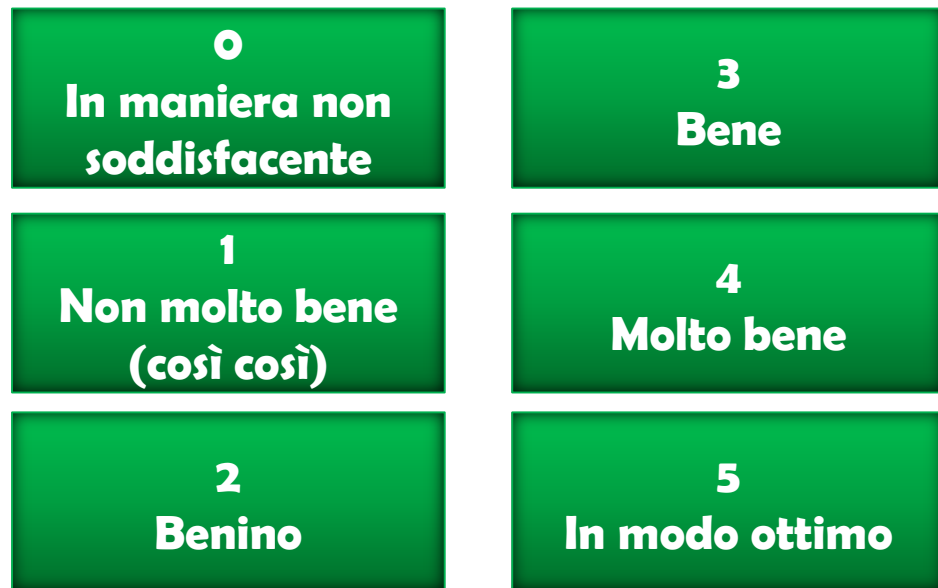 0
In maniera non
soddisfacente
1
Non molto bene
(così così)
2
Benino
3
Bene
4
Molto bene
5
In modo ottimo